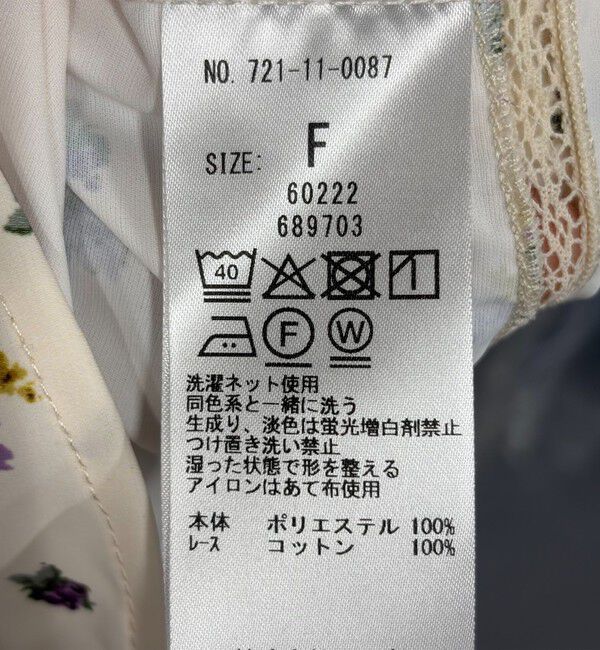 NO. 721-11-0087
SIZE: F
60222
689703
40
F W
洗濯ネット使用
同色系と一緒に洗う
生成り、淡色は蛍光増白剤禁止
つけ置き洗い禁止
湿った状態で形を整える
アイロンはあて布使用
本体 ポリエステル 100%
レース コットン 100%